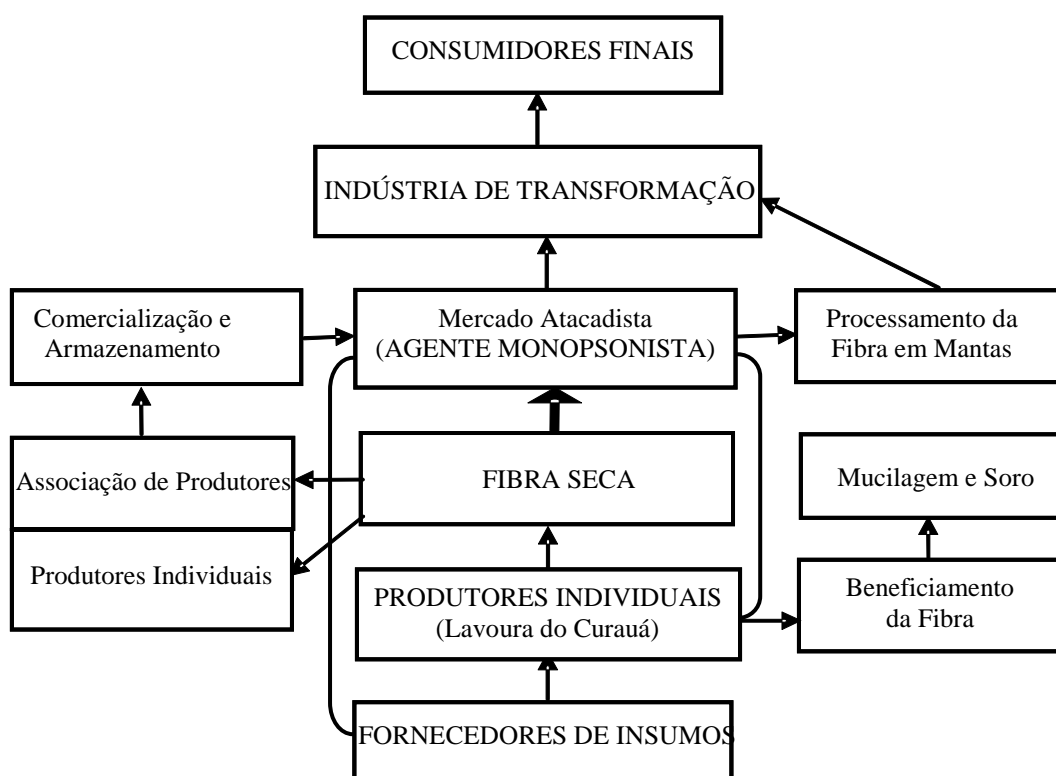 CONSUMIDORES FINAIS
INDÚSTRIA DE TRANSFORMAÇÃO
Comercialização e
Armazenamento
Mercado Atacadista
(AGENTE MONOPSONISTA)
Processamento da
Fibra em Mantas
Associação de Produtores
FIBRA SECA
Mucilagem e Soro
Produtores Individuais
PRODUTORES INDIVIDUAIS
(Lavoura do Curauá)
Beneficiamento
da Fibra
FORNECEDORES DE INSUMOS